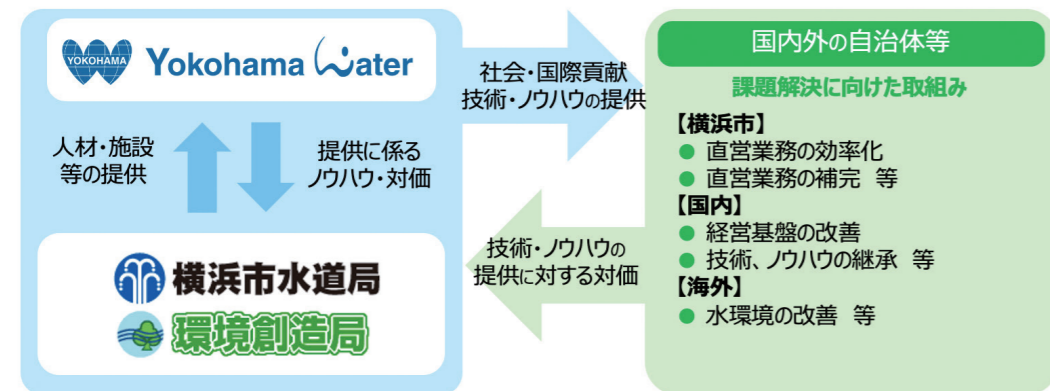 YOKOHAMA
Yokohama Water
人材・施設
等の提供
提供に係る
ノウハウ・対価
横浜市水道局
環境創造局
社会・国際貢献
技術・ノウハウの提供
技術・ノウハウの
提供に対する対価
国内外の自治体等
課題解決に向けた取組み
【横浜市】
● 直営業務の効率化
● 直営業務の補完 等
【国内】
● 経営基盤の改善
● 技術、ノウハウの継承 等
【海外】
● 水環境の改善 等